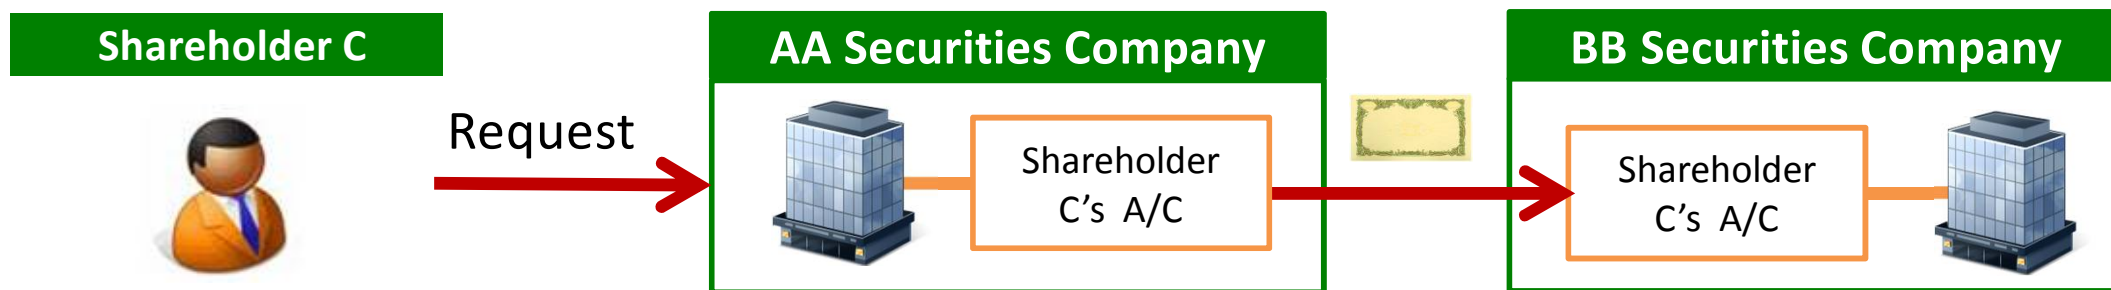 Shareholder C
Request
AA Securities Company
Shareholder
C’s A/C
BB Securities Company
Shareholder
C’s A/C